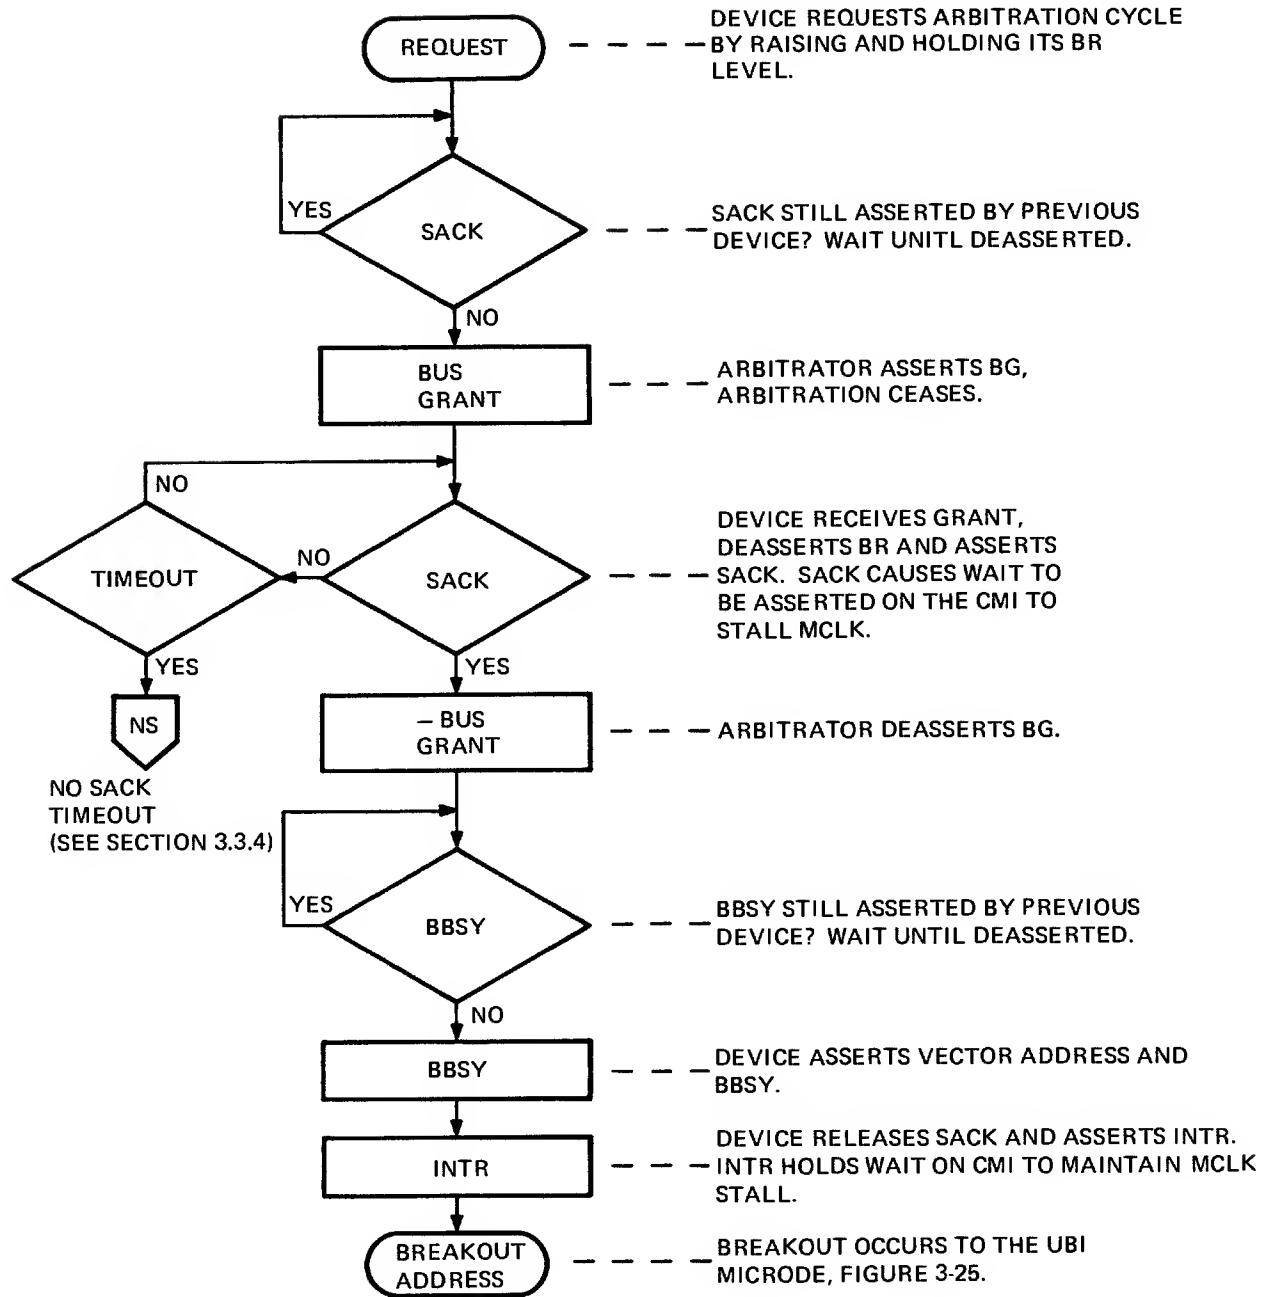 REQUEST
DEVICE REQUESTS ARBITRATION CYCLE
BY RAISING AND HOLDING ITS BR
LEVEL.
YES
SACK
SACK STILL ASSERTED BY PREVIOUS
DEVICE? WAIT UNITL DEASSERTED.
NO
BUS
GRANT
ARBITRATOR ASSERTS BG,
ARBITRATION CEASES.
NO
TIMEOUT
NO
SACK
DEVICE RECEIVES GRANT,
DEASSERTS BR AND ASSERTS
SACK. SACK CAUSES WAIT TO
BE ASSERTED ON THE CMI TO
STALL MCLK.
YES
YES
NS
NO SACK
TIMEOUT
(SEE SECTION 3.3.4)
– BUS
GRANT
ARBITRATOR DEASSERTS BG.
YES
BBSY
BBSY STILL ASSERTED BY PREVIOUS
DEVICE? WAIT UNTIL DEASSERTED.
NO
BBSY
DEVICE ASSERTS VECTOR ADDRESS AND
BBSY.
INTR
DEVICE RELEASES SACK AND ASSERTS INTR.
INTR HOLDS WAIT ON CMI TO MAINTAIN MCLK
STALL.
BREAKOUT
ADDRESS
BREAKOUT OCCURS TO THE UBI
MICRODE, FIGURE 3-25.